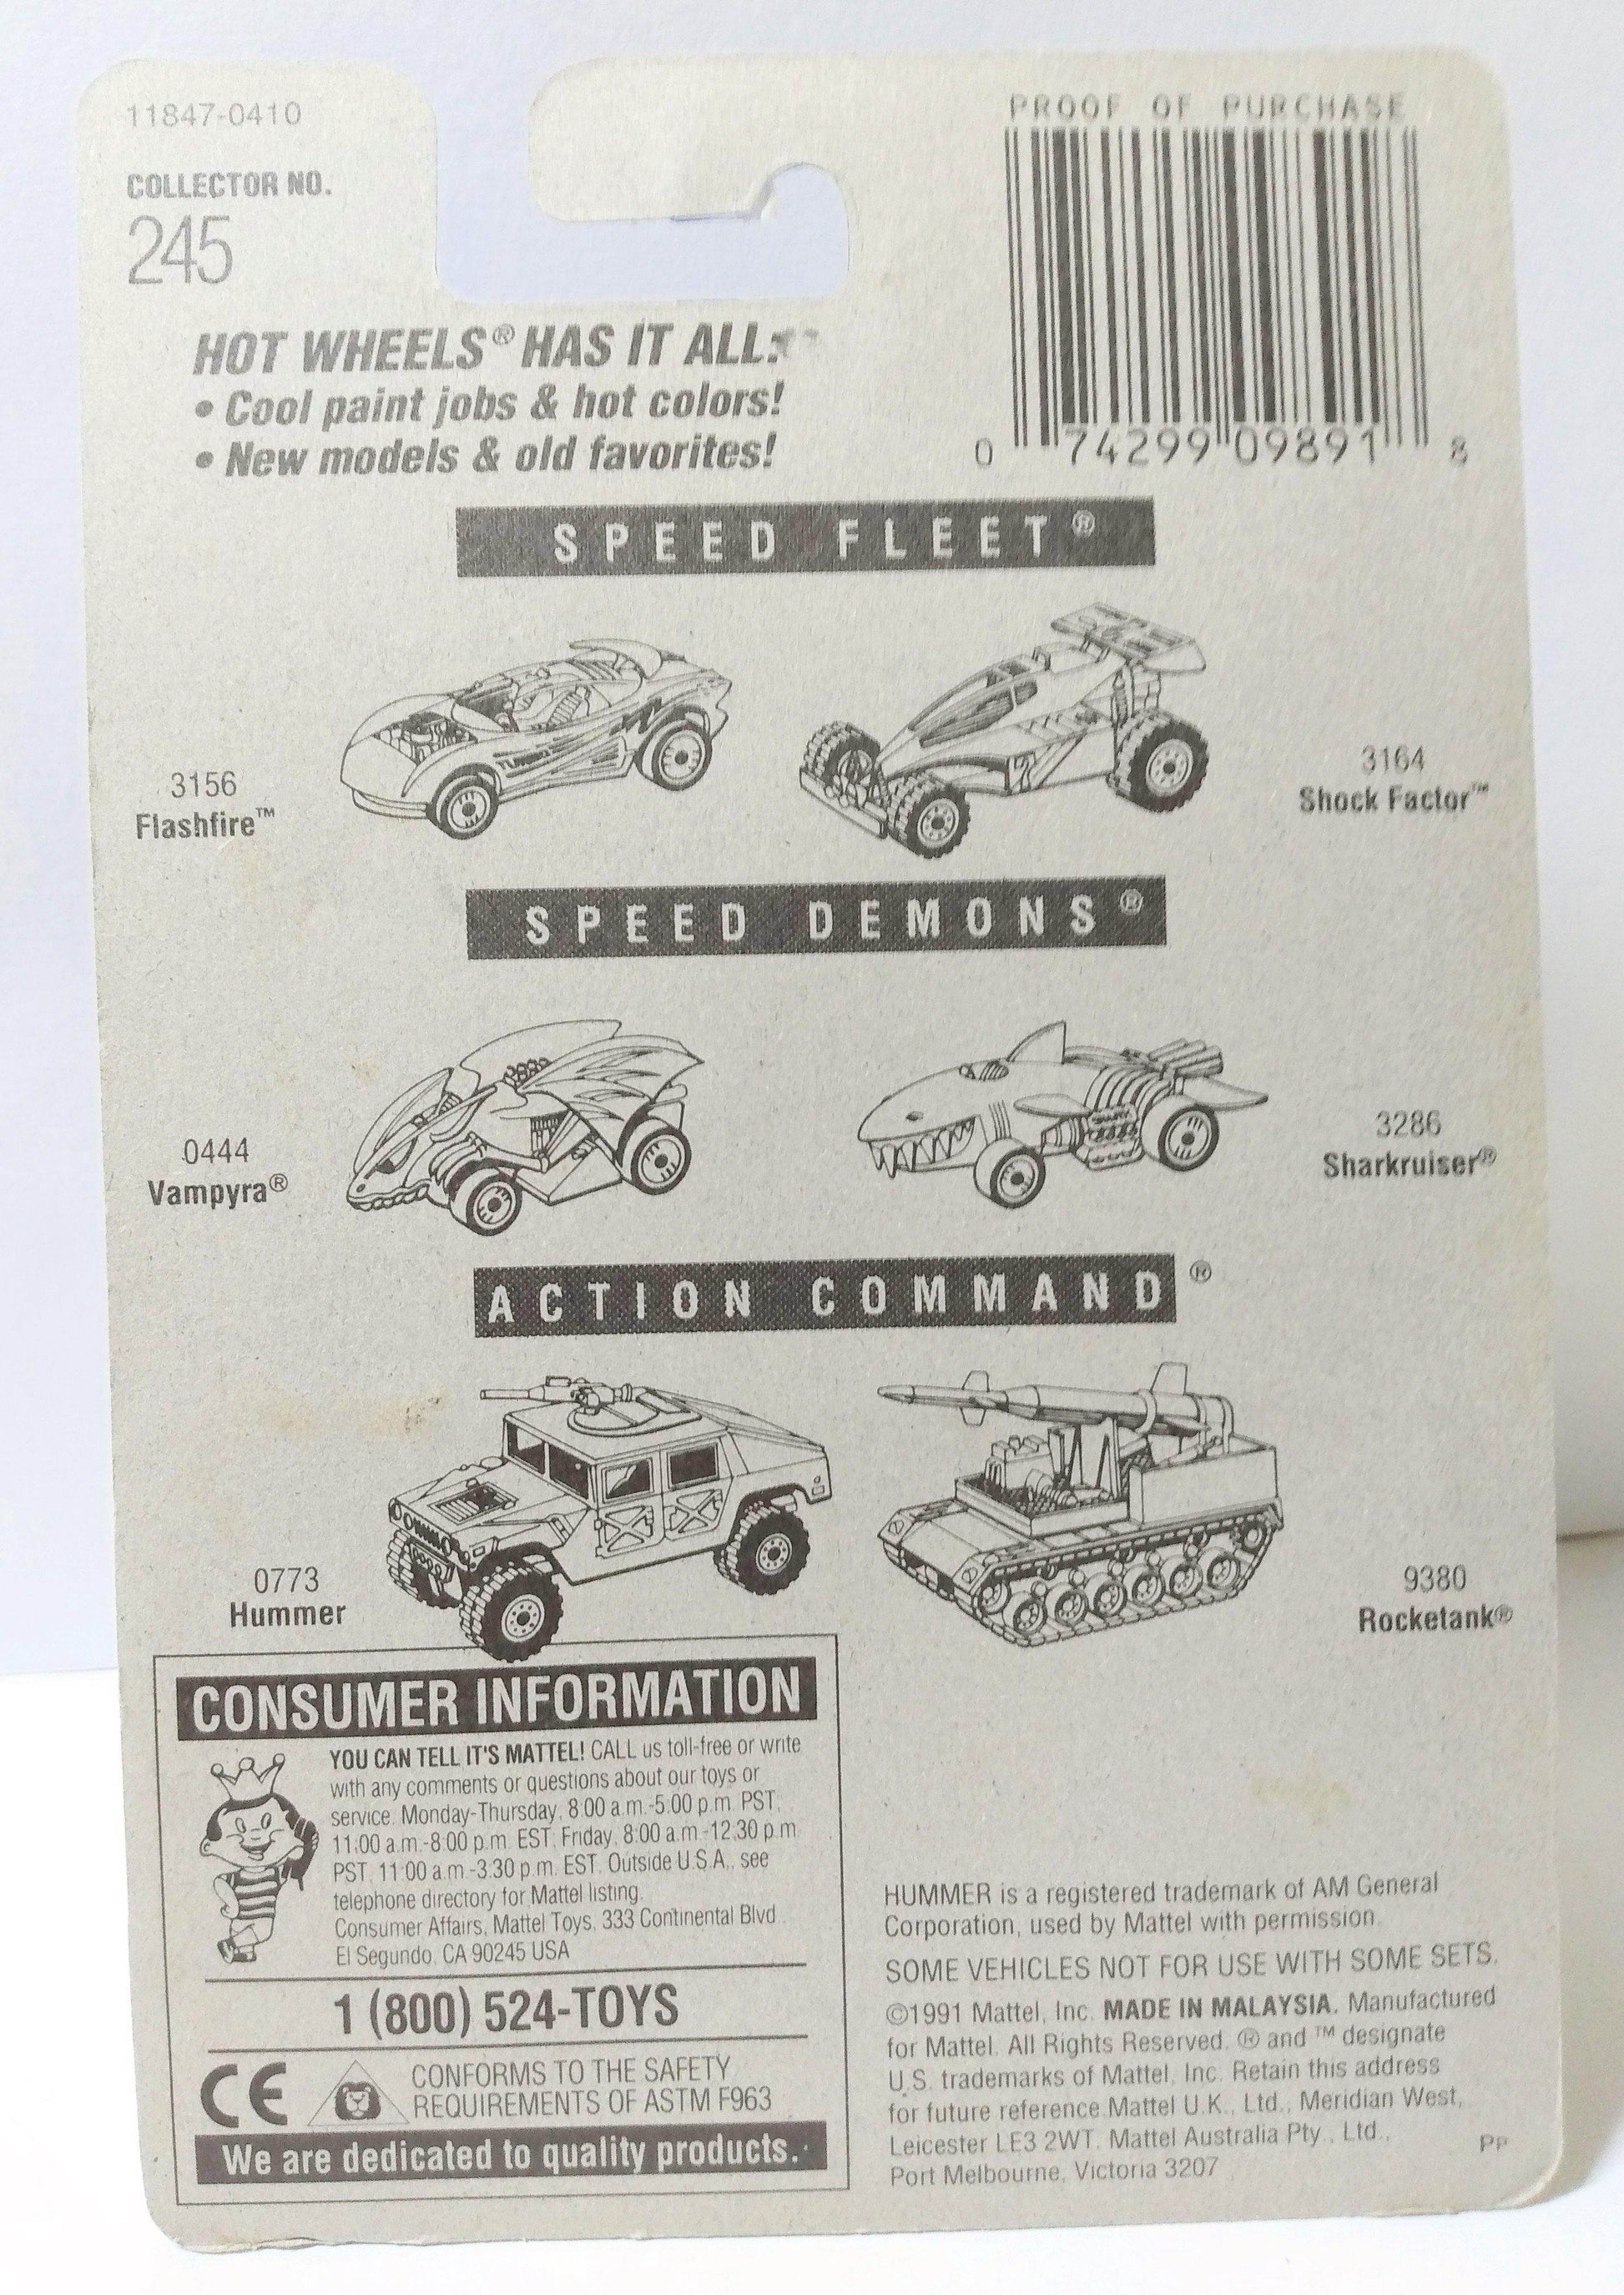 11847-0410
COLLECTOR NO.
245
PROOF OF PURCHASE
0 74299 09891 8
HOT WHEELS® HAS IT ALL:
• Cool paint jobs & hot colors!
• New models & old favorites!
SPEED FLEET®
3156
Flashfire™
3164
Shock Factor™
SPEED DEMONS®
0444
Vampyra®
3286
Sharkruiser®
ACTION COMMAND®
0773
Hummer
9380
Rocketank®
CONSUMER INFORMATION
YOU CAN TELL IT'S MATTEL! CALL us toll-free or write
with any comments or questions about our toys or
service. Monday-Thursday, 8:00 a.m.-5:00 p.m. PST,
11:00 a.m.-8:00 p.m. EST; Friday, 8:00 a.m.-12:30 p.m.
PST, 11:00 a.m.-3:30 p.m. EST. Outside U.S.A., see
telephone directory for Mattel listing.
Consumer Affairs, Mattel Toys, 333 Continental Blvd.
El Segundo, CA 90245 USA
1 (800) 524-TOYS
CE
CONFORMS TO THE SAFETY
REQUIREMENTS OF ASTM F963
We are dedicated to quality products.
HUMMER is a registered trademark of AM General
Corporation, used by Mattel with permission.
SOME VEHICLES NOT FOR USE WITH SOME SETS.
©1991 Mattel, Inc. MADE IN MALAYSIA. Manufactured
for Mattel. All Rights Reserved. ® and ™ designate
U.S. trademarks of Mattel, Inc. Retain this address
for future reference: Mattel U.K., Ltd., Meridian West,
Leicester LE3 2WT. Mattel Australia Pty., Ltd.,
Port Melbourne, Victoria 3207
PP